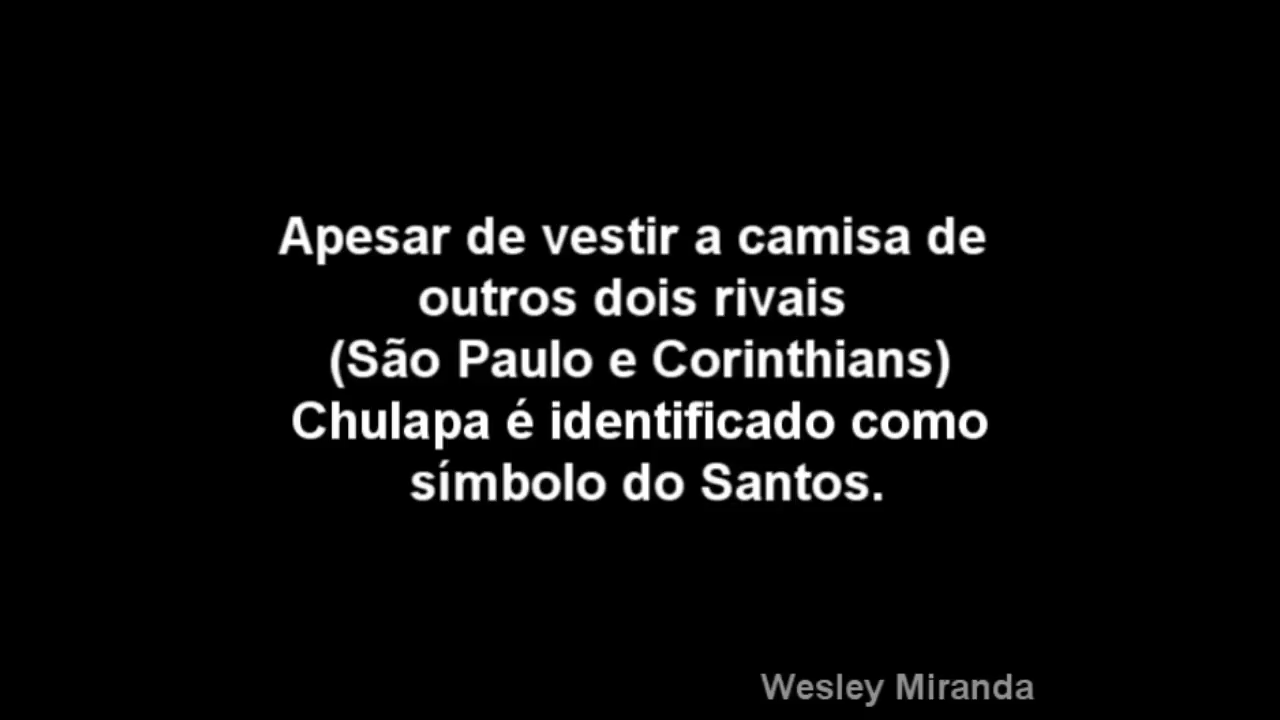 Apesar de vestir a camisa de
outros dois rivais
(São Paulo e Corinthians)
Chulapa é identificado como
símbolo do Santos.
Wesley Miranda